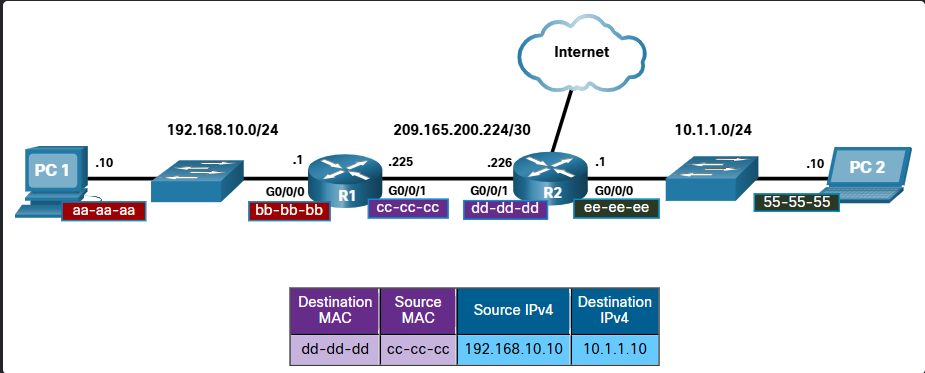 Internet
192.168.10.0/24
209.165.200.224/30
10.1.1.0/24
PC 1
.10
.1
.225
.226
.1
.10
PC 2
G0/0/0
R1
G0/0/1
G0/0/1
R2
G0/0/0
aa-aa-aa
bb-bb-bb
cc-cc-cc
dd-dd-dd
ee-ee-ee
55-55-55
Destination MAC
Source MAC
Source IPv4
Destination IPv4
dd-dd-dd
cc-cc-cc
192.168.10.10
10.1.1.10